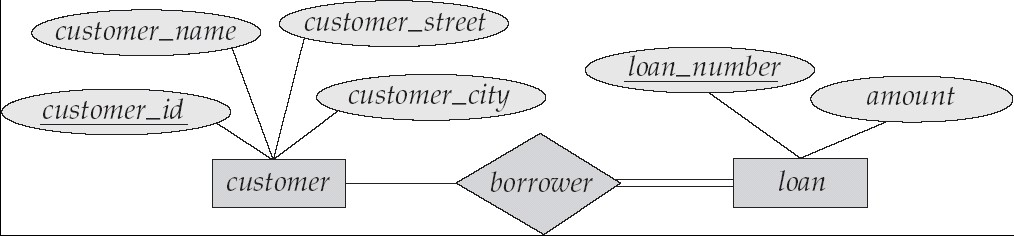 customer_name
customer_street
customer_id
customer_city
loan_number
amount
customer
borrower
loan